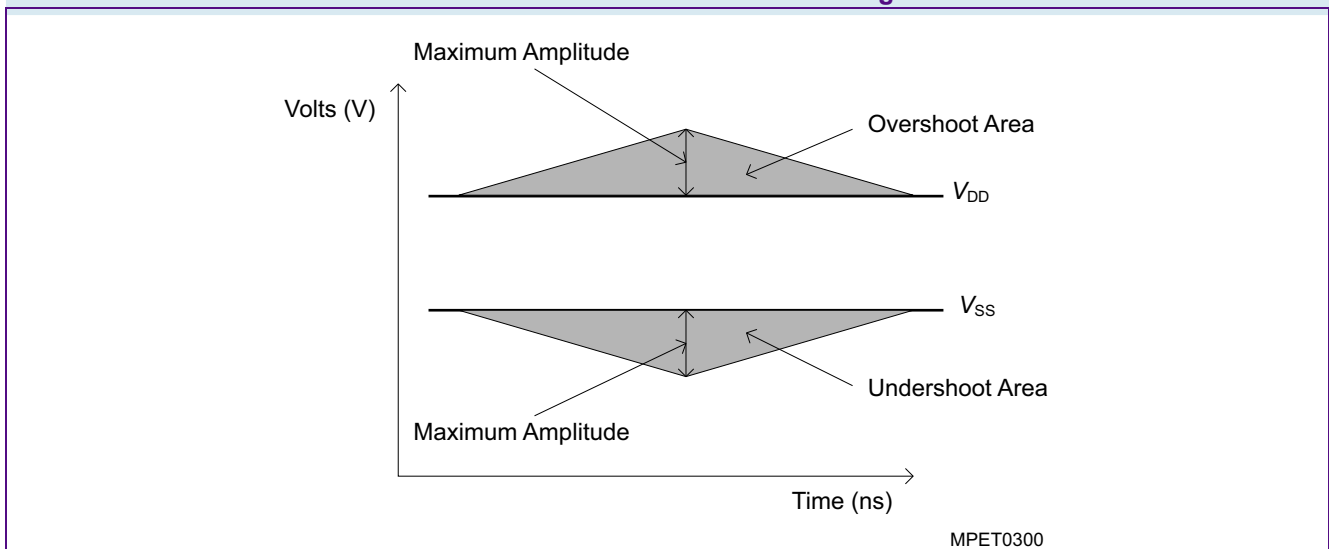 Maximum Amplitude
Volts (V)
Overshoot Area
VDD
VSS
Undershoot Area
Maximum Amplitude
Time (ns)
MPET0300